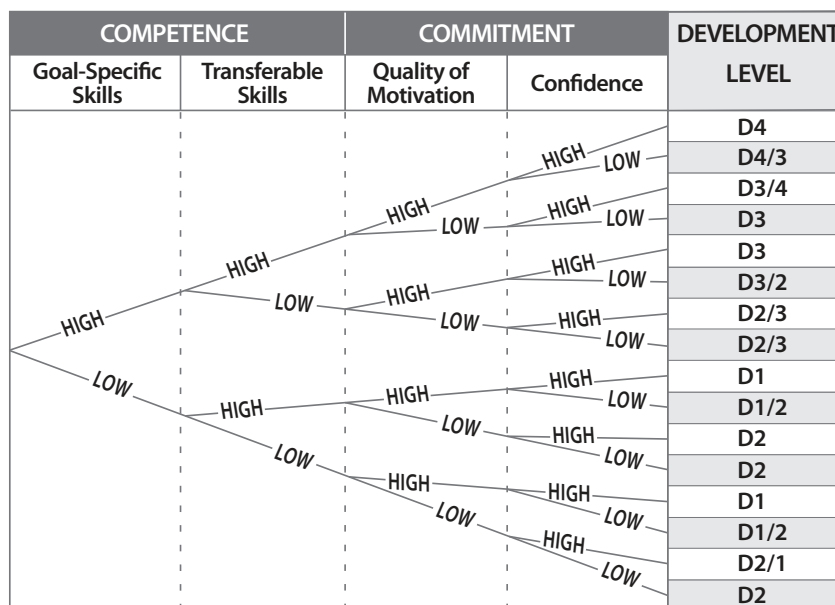 COMPETENCE COMMITMENT DEVELOPMENT
LEVEL
Goal-Specific
Skills
Transferable
Skills
Quality of
Motivation
Confidence
HIGH
LOW
HIGH
LOW
HIGH
LOW
HIGH
LOW
HIGH
LOW
HIGH
LOW
HIGH
LOW
HIGH LOW D4
D4/3
HIGH LOW D3/4
D3
HIGH LOW D3
D3/2
HIGH LOW D2/3
D2/3
HIGH LOW D1
D1/2
HIGH LOW D2
D2
HIGH LOW D1
D1/2
HIGH LOW D2/1
D2